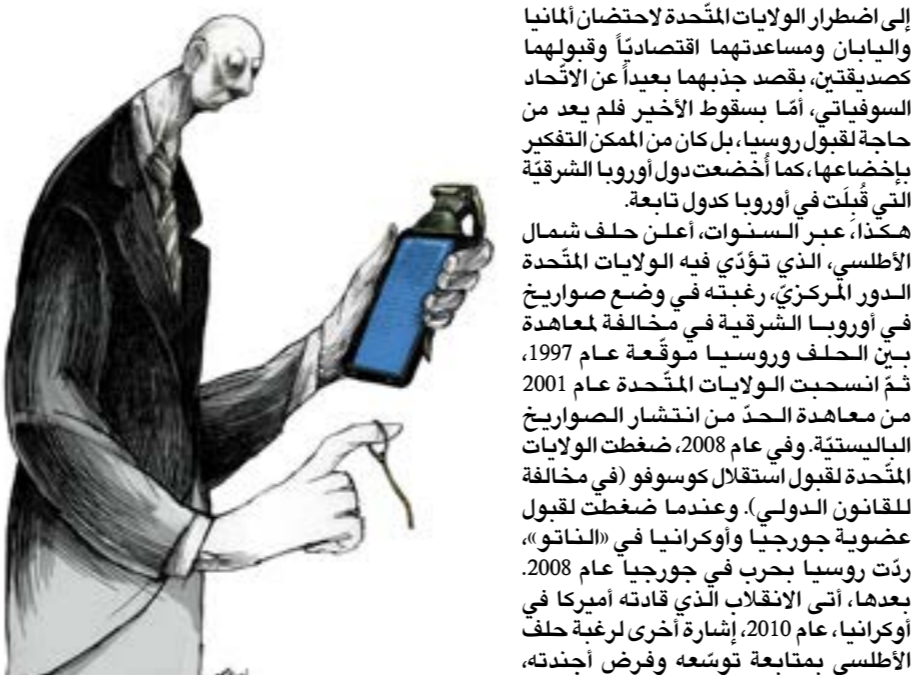 إلى اضطرار الولايات المتّحدة لاحتضان ألمانيا
واليابان ومساعدتهما اقتصاديّاً وقبولهما
كصديقتين، بقصد جذبهما بعيداً عن الاتّحاد
السوفياتي، أمّا بسقوط الأخير فلم يعد من
حاجة لقبول روسيا، بل كان من الممكن التفكير
بإخضاعها، كما أُخضعت دول أوروبا الشرقيّة
التي قُبِلَت في أوروبا كدول تابعة.
هكذا، عبر السنوات، أعلن حلف شمال
الأطلسي، الذي تؤدّي فيه الولايات المتّحدة
الدور المركزيّ، رغبته في وضع صواريخ
في أوروبا الشرقية في مخالفة لمعاهدة
بين الحلف وروسيا موقّعة عام 1997،
ثمّ انسحبت الولايات المتّحدة عام 2001
من معاهدة الحدّ من انتشار الصواريخ
الباليستيّة. وفي عام 2008، ضغطت الولايات
المتّحدة لقبول استقلال كوسوفو (في مخالفة
للقانون الدولي). وعندما ضغطت لقبول
عضوية جورجيا وأوكرانيا في «الناتو»،
ردّت روسيا بحرب في جورجيا عام 2008.
بعدها، أتى الانقلاب الذي قادته أميركا في
أوكرانيا، عام 2010، إشارة أخرى لرغبة حلف
الأطلسي بمتابعة توسّعه وفرض أجندته،